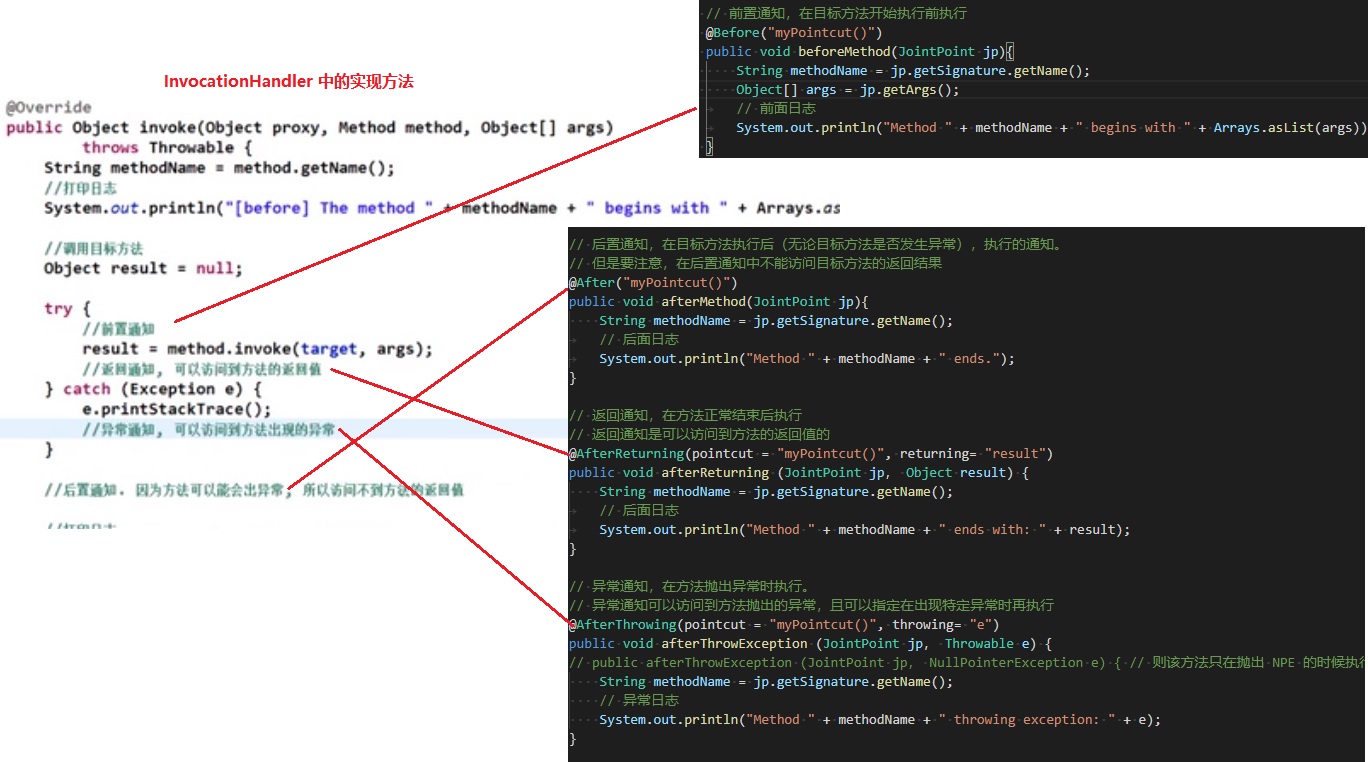 InvocationHandler 中的实现方法
@Override
public Object invoke(Object proxy, Method method, Object[] args)
throws Throwable {
String methodName = method.getName();
//打印日志
System.out.println("[before] The method " + methodName + " begins with " + Arrays.as
//调用目标方法
Object result = null;
try {
//前置通知
result = method.invoke(target, args);
//返回通知, 可以访问到方法的返回值
} catch (Exception e) {
e.printStackTrace();
//异常通知, 可以访问到方法出现的异常
}
//后置通知. 因为方法可以能会出异常, 所以访问不到方法的返回值
// 前置通知，在目标方法开始执行前执行
@Before("myPointcut()")
public void beforeMethod(JointPoint jp){
String methodName = jp.getSignature.getName();
Object[] args = jp.getArgs();
// 前面日志
System.out.println("Method " + methodName + " begins with " + Arrays.asList(args))
}
// 后置通知，在目标方法执行后（无论目标方法是否发生异常），执行的通知。
// 但是要注意，在后置通知中不能访问目标方法的返回结果
@After("myPointcut()")
public void afterMethod(JointPoint jp){
String methodName = jp.getSignature.getName();
// 后面日志
System.out.println("Method " + methodName + " ends.");
}
// 返回通知，在方法正常结束后执行
// 返回通知是可以访问到方法的返回值的
@AfterReturning(pointcut = "myPointcut()", returning= "result")
public void afterReturning (JointPoint jp, Object result) {
String methodName = jp.getSignature.getName();
// 后面日志
System.out.println("Method " + methodName + " ends with: " + result);
}
// 异常通知，在方法抛出异常时执行。
// 异常通知可以访问到方法抛出的异常，且可以指定在出现特定异常时再执行
@AfterThrowing(pointcut = "myPointcut()", throwing= "e")
public void afterThrowException (JointPoint jp, Throwable e) {
// public afterThrowException (JointPoint jp, NullPointerException e) { // 则该方法只在抛出 NPE 的时候执行
String methodName = jp.getSignature.getName();
// 异常日志
System.out.println("Method " + methodName + " throwing exception: " + e);
}